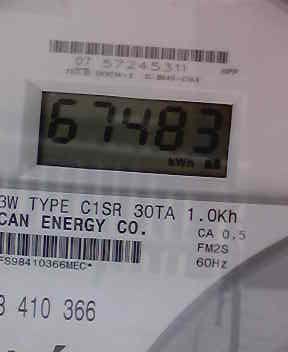 07 57245311
67483
kWh
3W TYPE C1SR 30TA 1.0Kh
CAN ENERGY CO.
CA 0.5
FM2S
FS98410366MEC*
60Hz
3 410 366